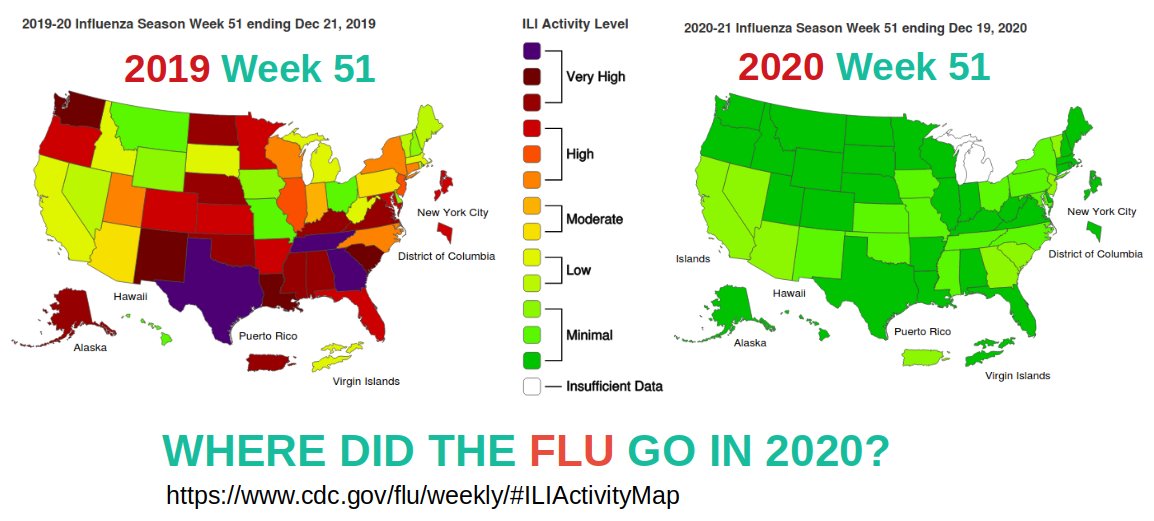 2019-20 Influenza Season Week 51 ending Dec 21, 2019
2019 Week 51
New York City
District of Columbia
Hawaii
Alaska
Puerto Rico
Virgin Islands
ILI Activity Level
Very High
High
Moderate
Low
Minimal
Insufficient Data
2020-21 Influenza Season Week 51 ending Dec 19, 2020
2020 Week 51
New York City
District of Columbia
Islands
Hawaii
Alaska
Puerto Rico
Virgin Islands
WHERE DID THE FLU GO IN 2020?
https://www.cdc.gov/flu/weekly/#ILIActivityMap